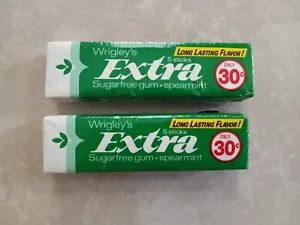 LONG LASTING FLAVOR!
Wrigley's
5 sticks
Extra
ONLY
30¢
Sugarfree gum • spearmint
LONG LASTING FLAVOR!
Wrigley's
5 sticks
Extra
ONLY
30¢
Sugarfree gum • spearmint